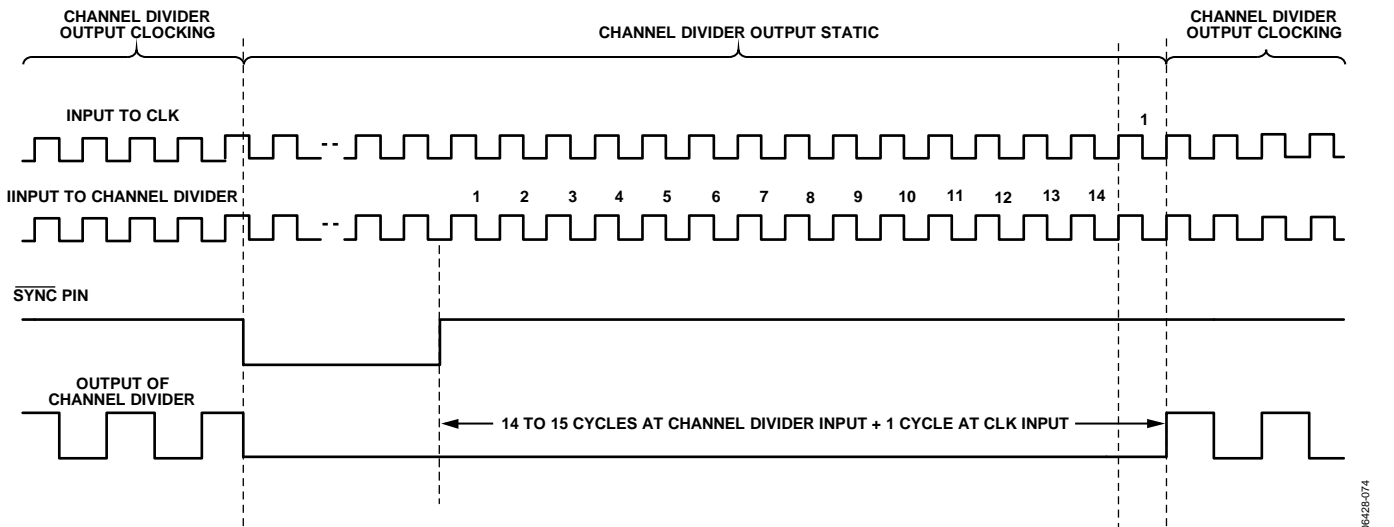 CHANNEL DIVIDER
OUTPUT CLOCKING
CHANNEL DIVIDER OUTPUT STATIC
CHANNEL DIVIDER
OUTPUT CLOCKING
INPUT TO CLK
1
IINPUT TO CHANNEL DIVIDER
1 2 3 4 5 6 7 8 9 10 11 12 13 14
SYNC PIN
OUTPUT OF
CHANNEL DIVIDER
14 TO 15 CYCLES AT CHANNEL DIVIDER INPUT + 1 CYCLE AT CLK INPUT
06428-074